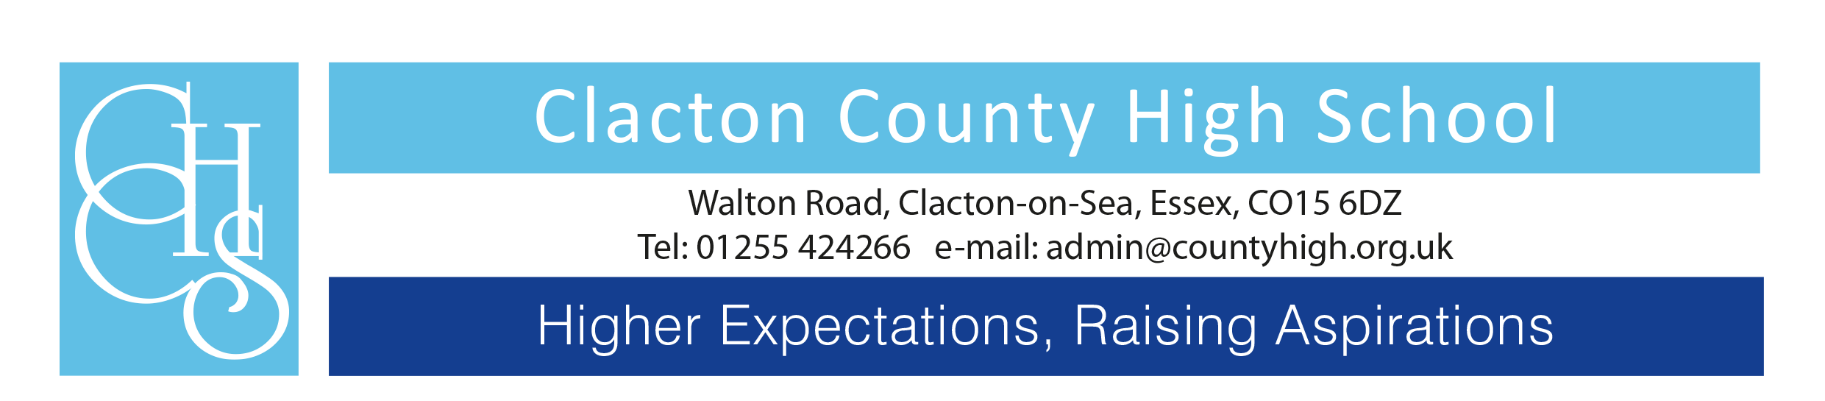 CCHS
Clacton County High School
Walton Road, Clacton-on-Sea, Essex, CO15 6DZ
Tel: 01255 424266   e-mail: admin@countyhigh.org.uk
Higher Expectations, Raising Aspirations